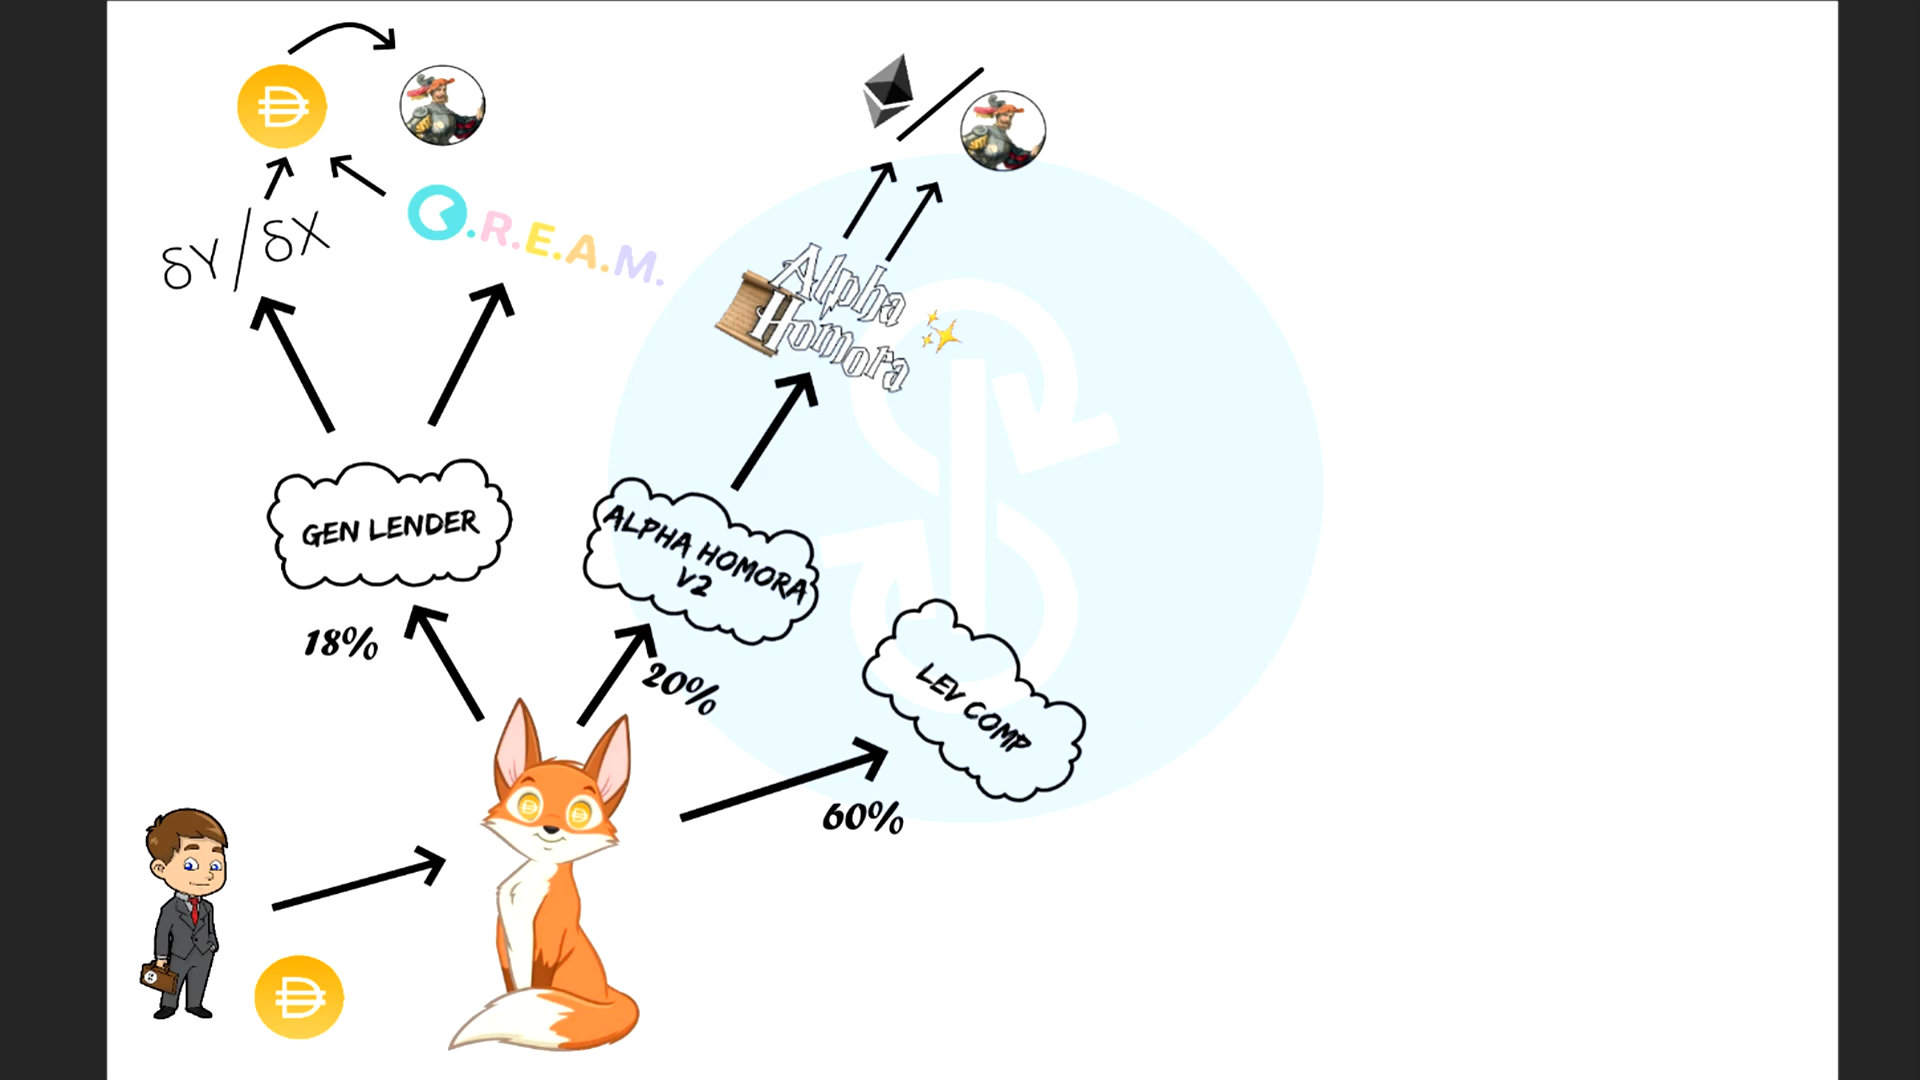 δY/δX
C.R.E.A.M.
Alpha
Homora
GEN LENDER
ALPHA HOMORA
V2
18%
20%
LEV COMP
60%